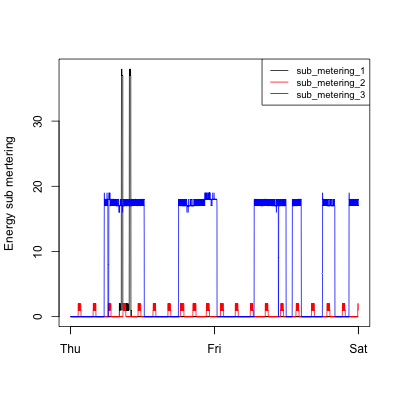 sub_metering_1
sub_metering_2
sub_metering_3
Energy sub mertering
30
20
10
0
Thu Fri Sat